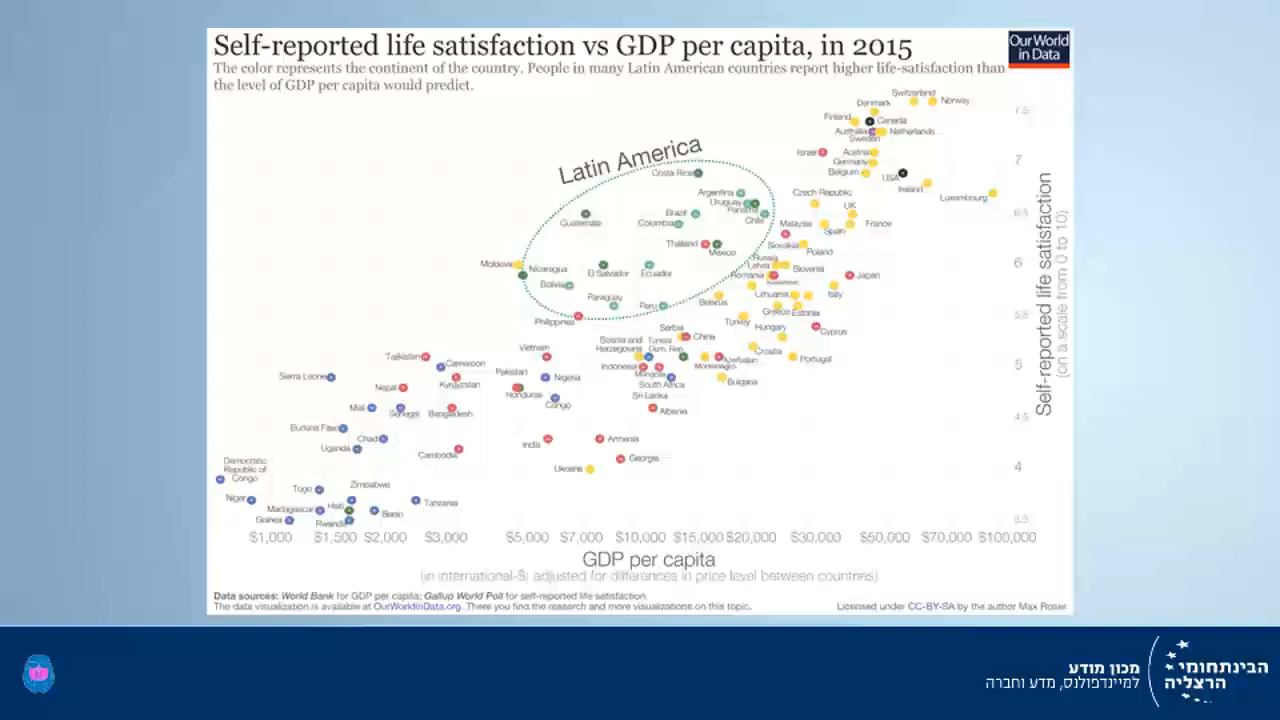 Self-reported life satisfaction vs GDP per capita, in 2015
Our World
in Data
The color represents the continent of the country. People in many Latin American countries report higher life-satisfaction than
the level of GDP per capita would predict.
Switzerland
Norway
Denmark
7.5
Finland
Canada
Australia
Netherlands
Sweden
Israel
Austria
Germany
7
Latin America
Belgium
USA
Costa Rica
Ireland
Luxembourg
Argentina
Czech Republic
Uruguay
Panama
UK
Guatemala
Brazil
Chile
6.5
Colombia
Malaysia
Spain
France
Thailand
Mexico
Slovakia
Poland
Russia
Moldova
Nicaragua
El Salvador
Ecuador
Latvia
Slovenia
6
Romania
Japan
Bolivia
Paraguay
Peru
Belarus
Lithuania
Italy
Greece
Estonia
5.5
Philippines
Turkey
Hungary
Cyprus
Serbia
China
Bosnia and
Herzegovina
Tunisia
Dom. Rep.
Vietnam
Croatia
Tajikistan
Cameroon
Azerbaijan
Portugal
Indonesia
Montenegro
5
Sierra Leone
Pakistan
Nigeria
Mongolia
South Africa
Bulgaria
Nepal
Kyrgyzstan
Honduras
Congo
Sri Lanka
Mali
Senegal
Bangladesh
Albania
4.5
Burkina Faso
Chad
Uganda
India
Armenia
Cambodia
Georgia
Ukraine
4
Democratic
Republic of
Congo
Togo
Zimbabwe
Niger
Tanzania
Madagascar
Haiti
Benin
Guinea
Rwanda
3.5
Self-reported life satisfaction
(on a scale from 0 to 10)
$1,000 $1,500 $2,000 $3,000 $5,000 $7,000 $10,000 $15,000 $20,000 $30,000 $50,000 $70,000 $100,000
GDP per capita
(in international-$; adjusted for differences in price level between countries)
Data sources: World Bank for GDP per capita; Gallup World Poll for self-reported life satisfaction.
The data visualization is available at OurWorldinData.org. There you find the research and more visualizations on this topic.
Licensed under CC-BY-SA by the author Max Roser
מכון מודע
למיינדפולנס, מדע וחברה
הבינתחומי
הרצליה